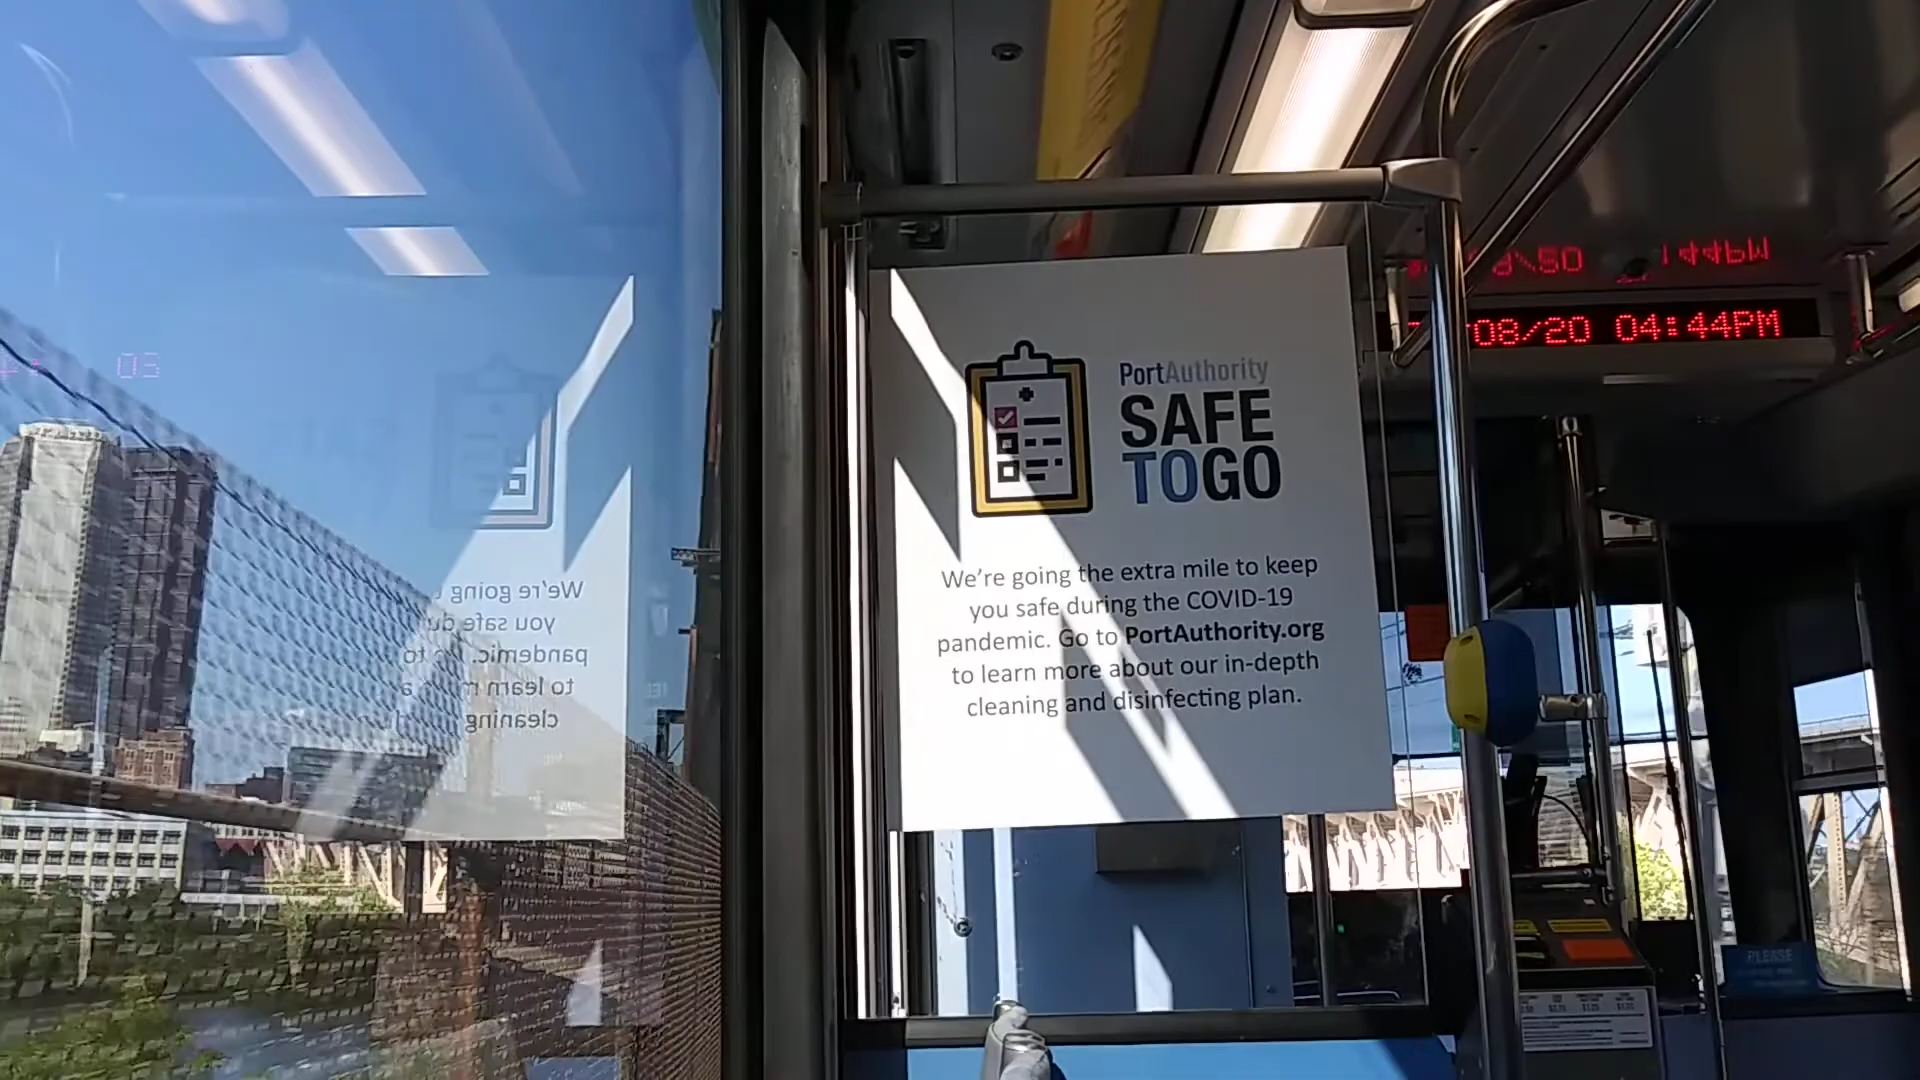 08/20 04:44PM
PortAuthority
SAFE
TOGO
We're going the extra mile to keep
you safe during the COVID-19
pandemic. Go to PortAuthority.org
to learn more about our in-depth
cleaning and disinfecting plan.
PLEASE